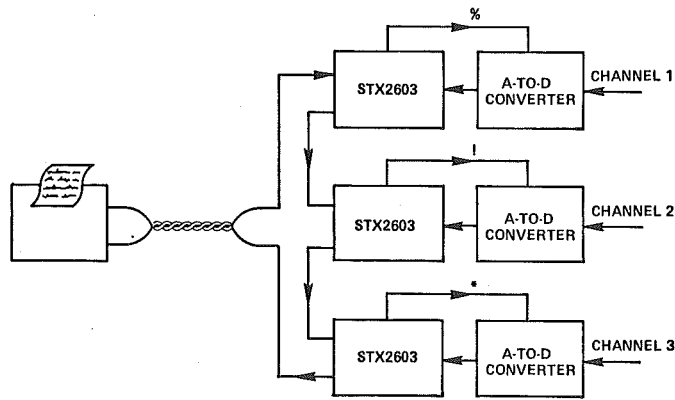 %
STX2603
A-TO-D
CONVERTER
CHANNEL 1
!
STX2603
A-TO-D
CONVERTER
CHANNEL 2
*
STX2603
A-TO-D
CONVERTER
CHANNEL 3